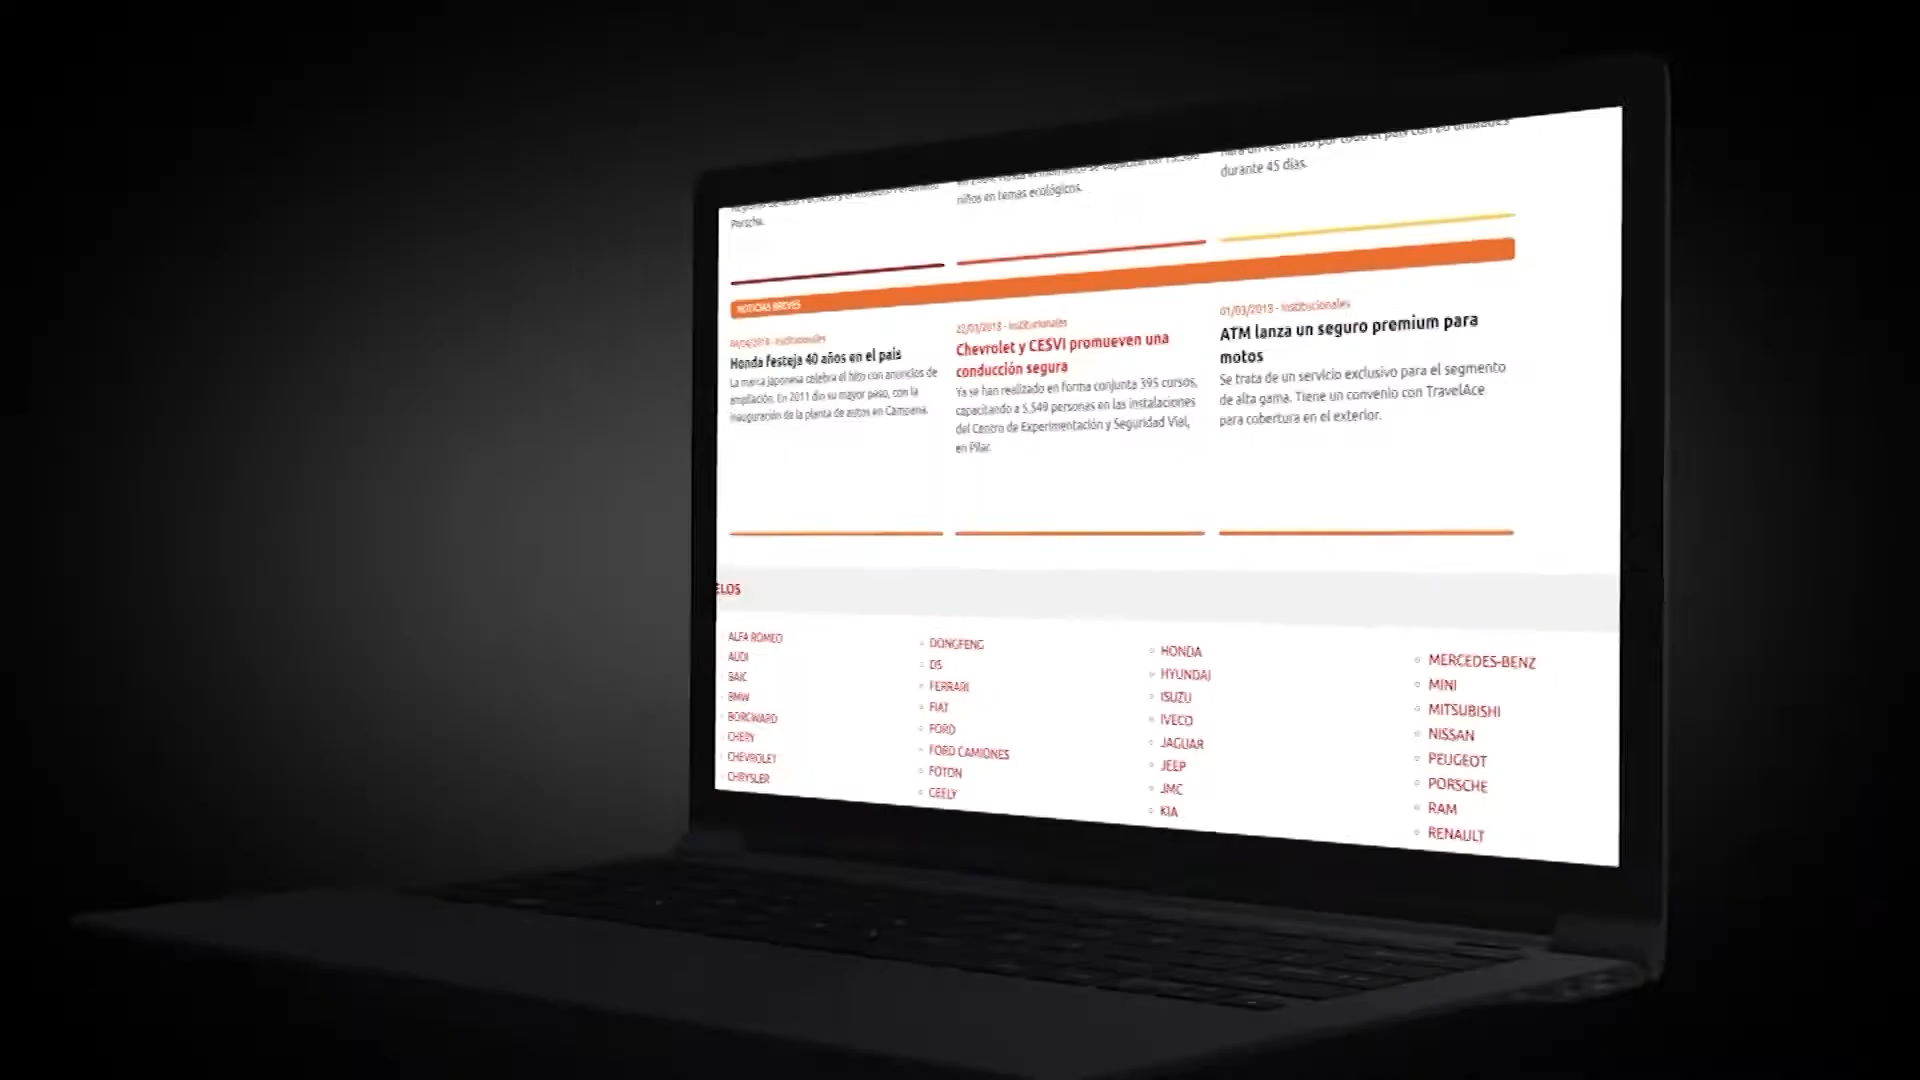 Porsche.
niños en temas ecológicos.
durante 45 días.
NOTICIAS BREVES
04/04/2018 - Institucionales
Honda festeja 40 años en el país
La marca japonesa celebra el hito con anuncios de
ampliación. En 2011 dio su mayor paso, con la
inauguración de la planta de autos en Campana.
22/03/2018 - Institucionales
Chevrolet y CESVI promueven una
conducción segura
Ya se han realizado en forma conjunta 395 cursos,
capacitando a 5.549 personas en las instalaciones
del Centro de Experimentación y Seguridad Vial,
en Pilar.
01/03/2018 - Institucionales
ATM lanza un seguro premium para
motos
Se trata de un servicio exclusivo para el segmento
de alta gama. Tiene un convenio con TravelAce
para cobertura en el exterior.
ELOS
ALFA ROMEO
AUDI
BAIC
BMW
BORGWARD
CHERY
CHEVROLET
CHRYSLER
DONGFENG
DS
FERRARI
FIAT
FORD
FORD CAMIONES
FOTON
GEELY
HONDA
HYUNDAI
ISUZU
IVECO
JAGUAR
JEEP
JMC
KIA
MERCEDES-BENZ
MINI
MITSUBISHI
NISSAN
PEUGEOT
PORSCHE
RAM
RENAULT